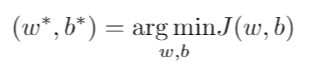 (w*, b*) = arg min J(w, b)
w,b